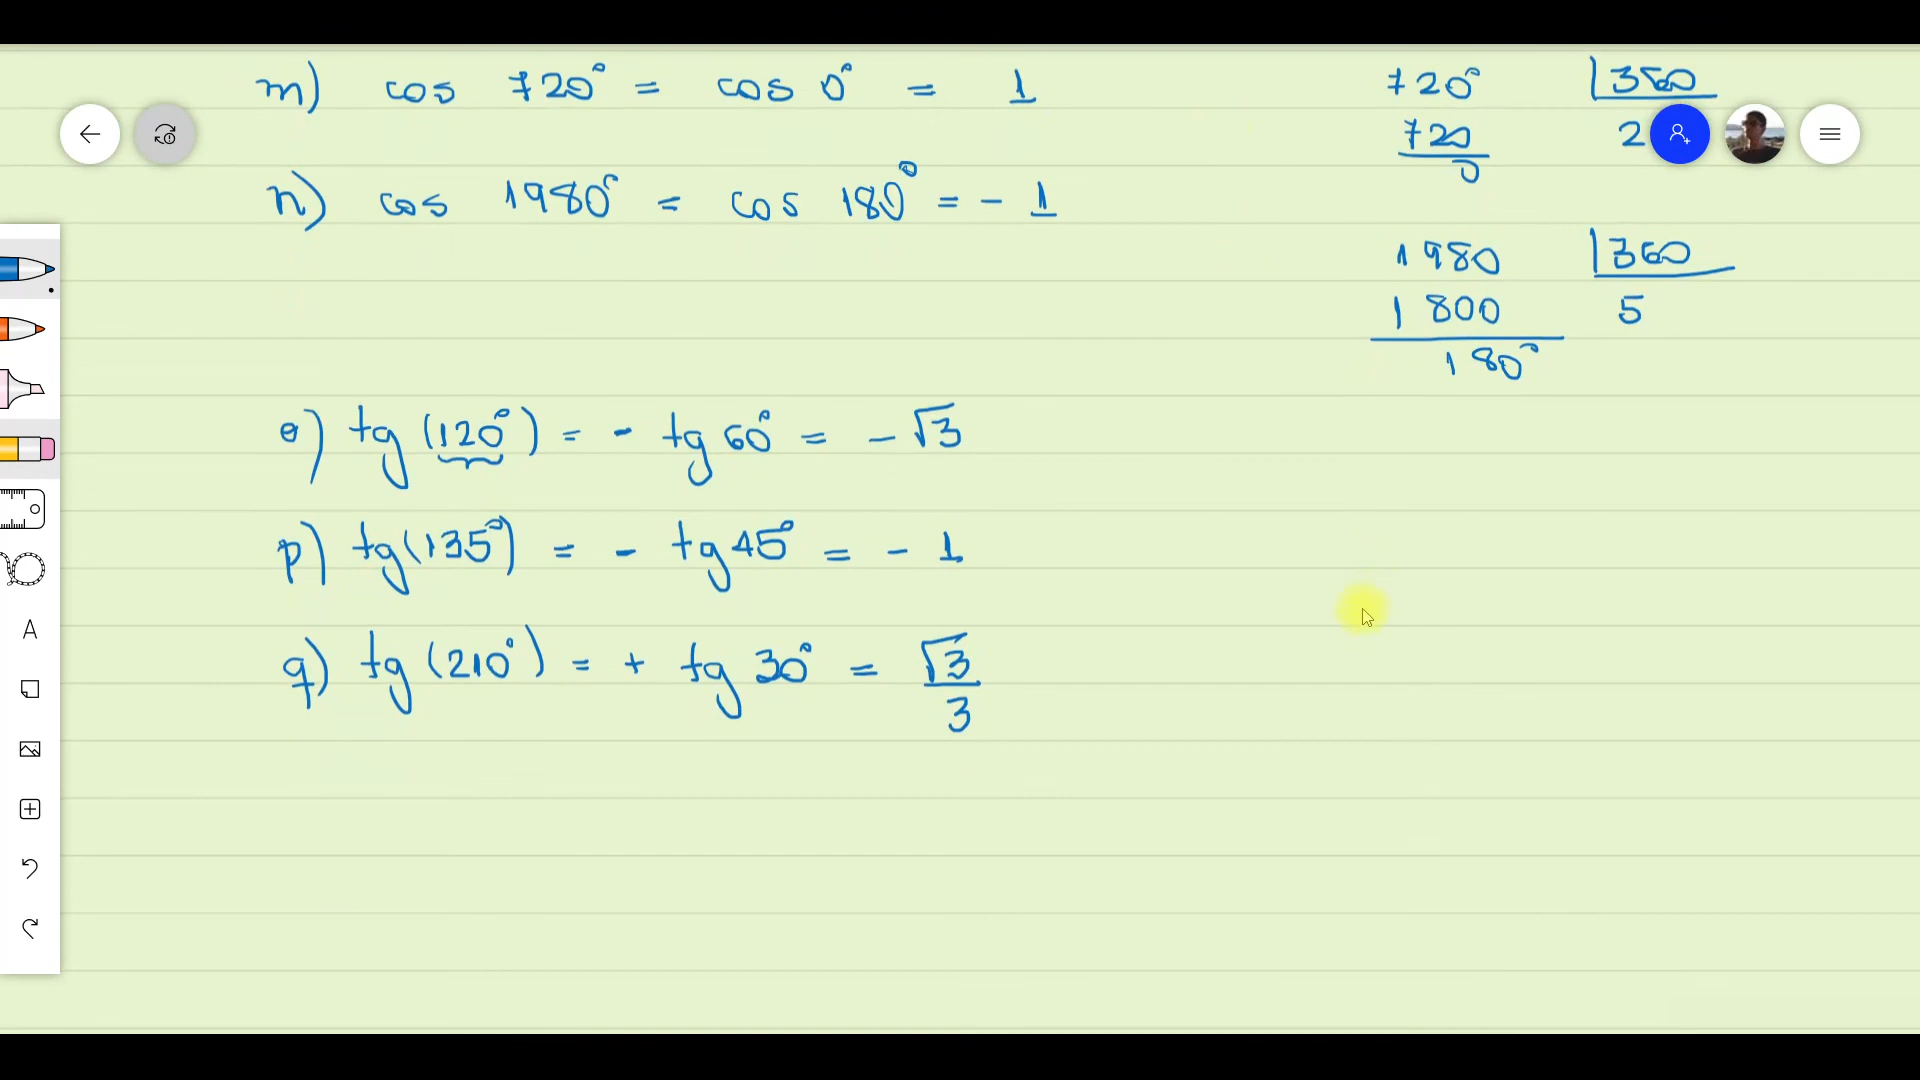 m) cos 720° = cos 0° = 1
720° | 360
720 2
0
n) cos 1980° = cos 180° = - 1
1980 | 360
1800 5
180°
o) tg (120°) = - tg 60° = - √3
p) tg(135°) = - tg 45° = - 1
q) tg (210°) = + tg 30° = √3
3
A